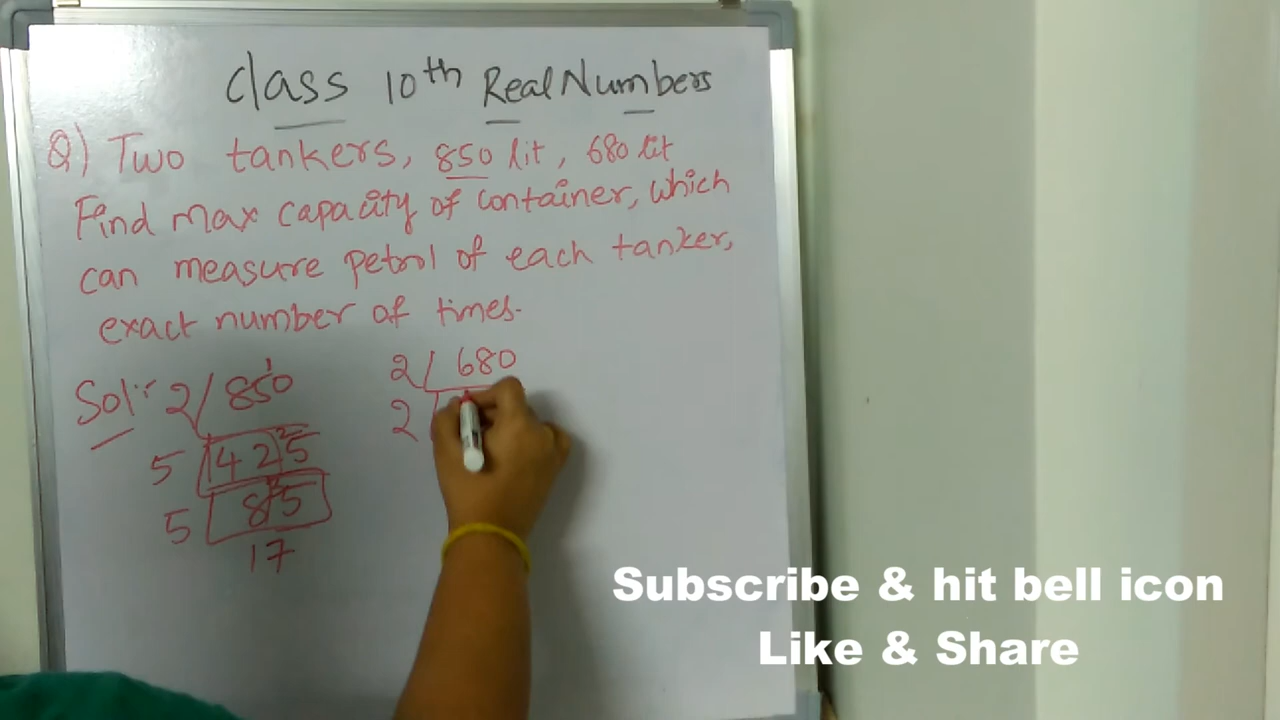 Class 10th Real Numbers
Q) Two tankers, 850 lit, 680 lit
Find max capacity of container, which
can measure petrol of each tanker,
exact number of times.
Sol:- 2 850
5 425
5 85
17
2 680
2
Subscribe & hit bell icon
Like & Share